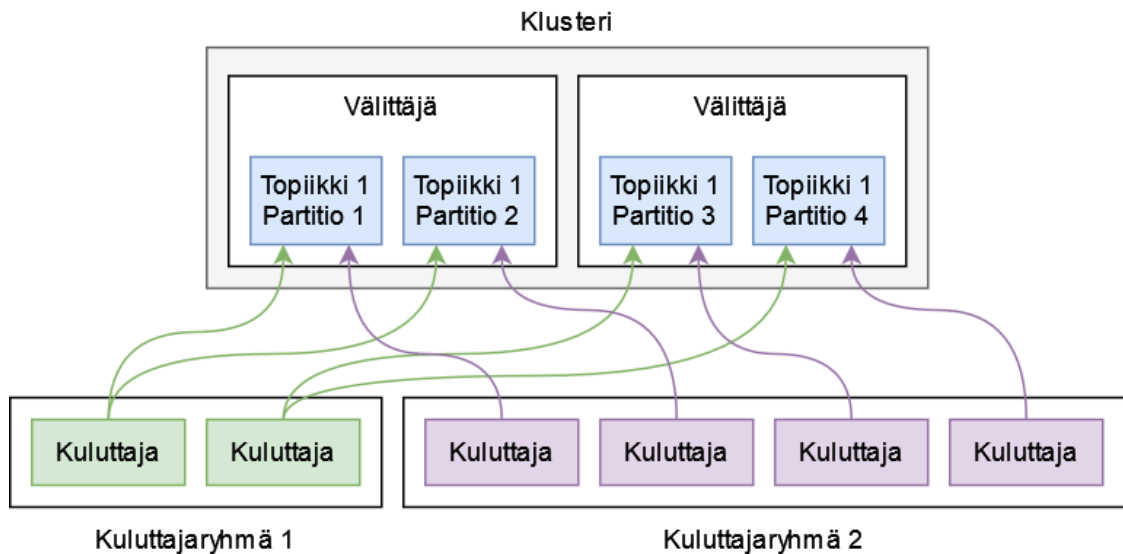 Klusteri
Välittäjä
Välittäjä
Topiikki 1
Partitio 1
Topiikki 1
Partitio 2
Topiikki 1
Partitio 3
Topiikki 1
Partitio 4
Kuluttaja
Kuluttaja
Kuluttaja
Kuluttaja
Kuluttaja
Kuluttaja
Kuluttajaryhmä 1
Kuluttajaryhmä 2